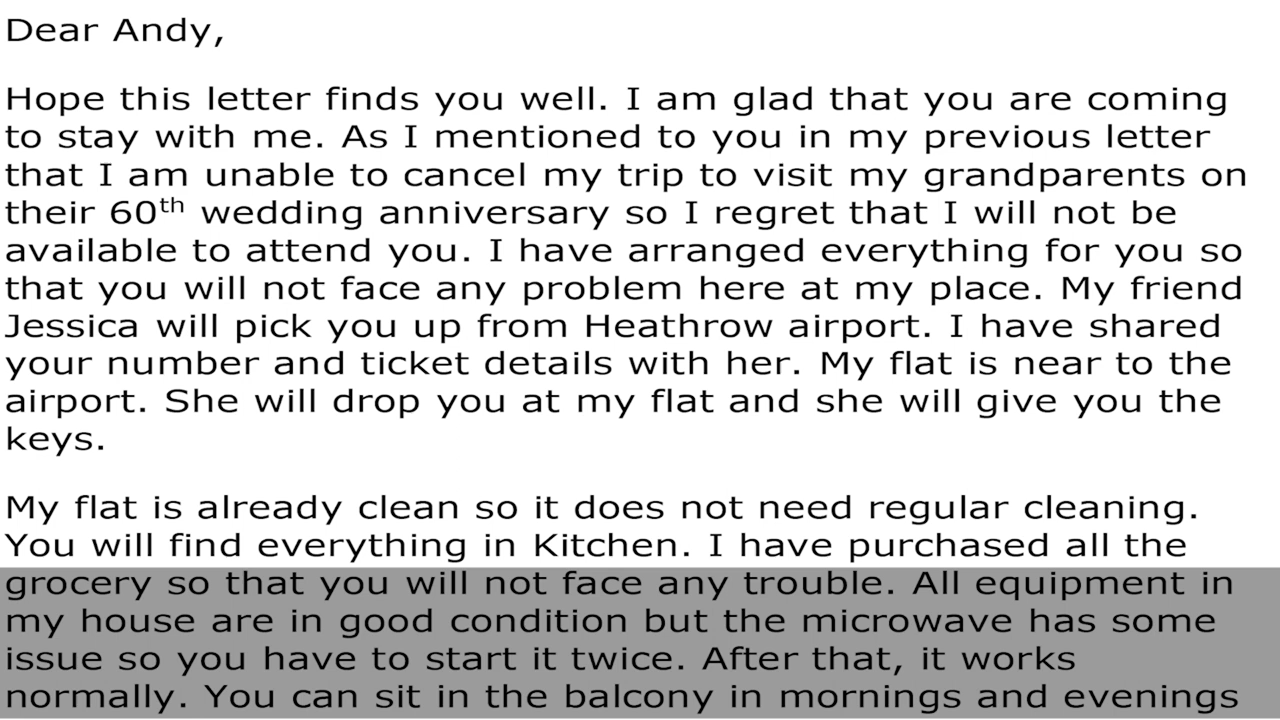 Dear Andy,
Hope this letter finds you well. I am glad that you are coming
to stay with me. As I mentioned to you in my previous letter
that I am unable to cancel my trip to visit my grandparents on
their 60th wedding anniversary so I regret that I will not be
available to attend you. I have arranged everything for you so
that you will not face any problem here at my place. My friend
Jessica will pick you up from Heathrow airport. I have shared
your number and ticket details with her. My flat is near to the
airport. She will drop you at my flat and she will give you the
keys.
My flat is already clean so it does not need regular cleaning.
You will find everything in Kitchen. I have purchased all the
grocery so that you will not face any trouble. All equipment in
my house are in good condition but the microwave has some
issue so you have to start it twice. After that, it works
normally. You can sit in the balcony in mornings and evenings